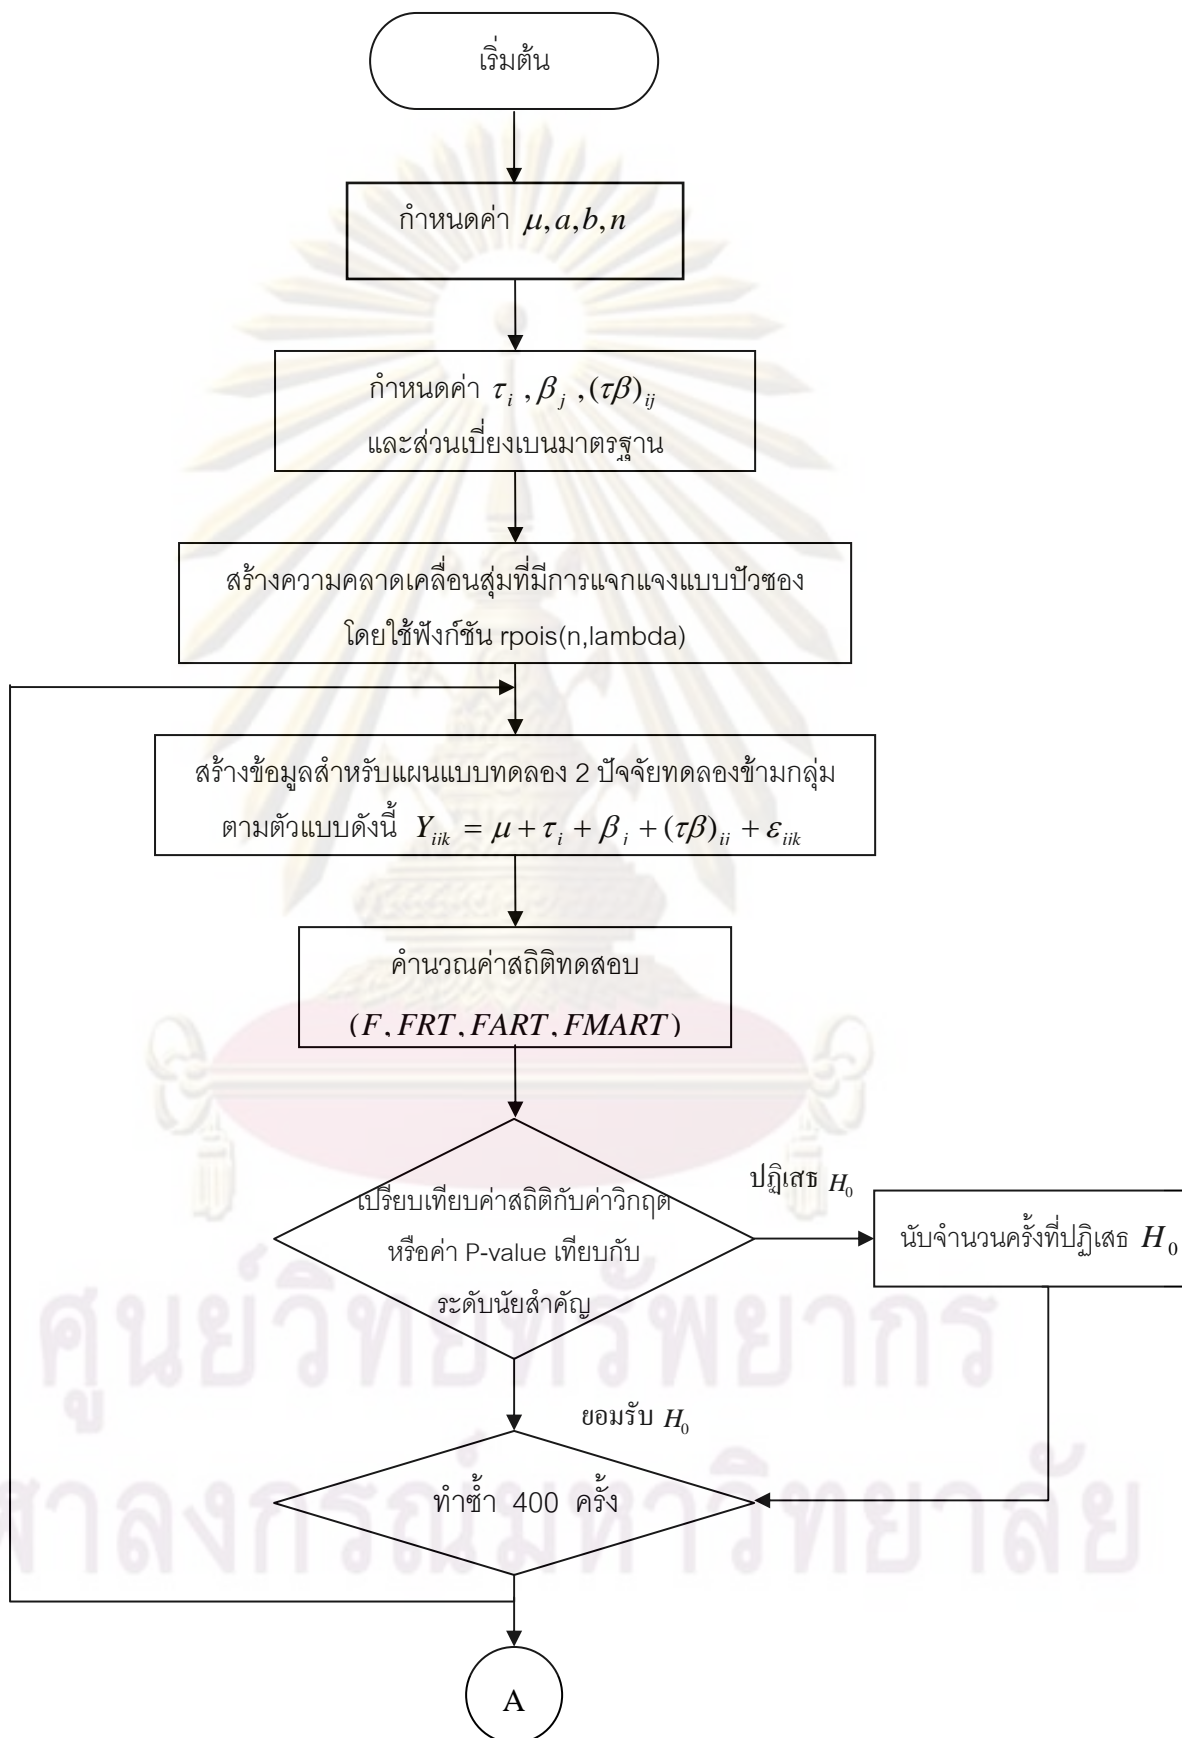 เริ่มต้น
กำหนดค่า μ, a, b, n
กำหนดค่า τ_i , β_j , (τβ)_ij
และส่วนเบี่ยงเบนมาตรฐาน
สร้างความคลาดเคลื่อนสุ่มที่มีการแจกแจงแบบปัวซอง
โดยใช้ฟังก์ชัน rpois(n,lambda)
สร้างข้อมูลสำหรับแผนแบบทดลอง 2 ปัจจัยทดลองข้ามกลุ่ม
ตามตัวแบบดังนี้ Y_iik = μ + τ_i + β_i + (τβ)_ii + ε_iik
คำนวณค่าสถิติทดสอบ
(F, FRT, FART, FMART)
เปรียบเทียบค่าสถิติกับค่าวิกฤต
หรือค่า P-value เทียบกับ
ระดับนัยสำคัญ
ปฏิเสธ H_0
นับจำนวนครั้งที่ปฏิเสธ H_0
ยอมรับ H_0
ทำซ้ำ 400 ครั้ง
A
ศูนย์วิทยทรัพยากร
ฬาลงกรณ์มหาวิทยาลัย